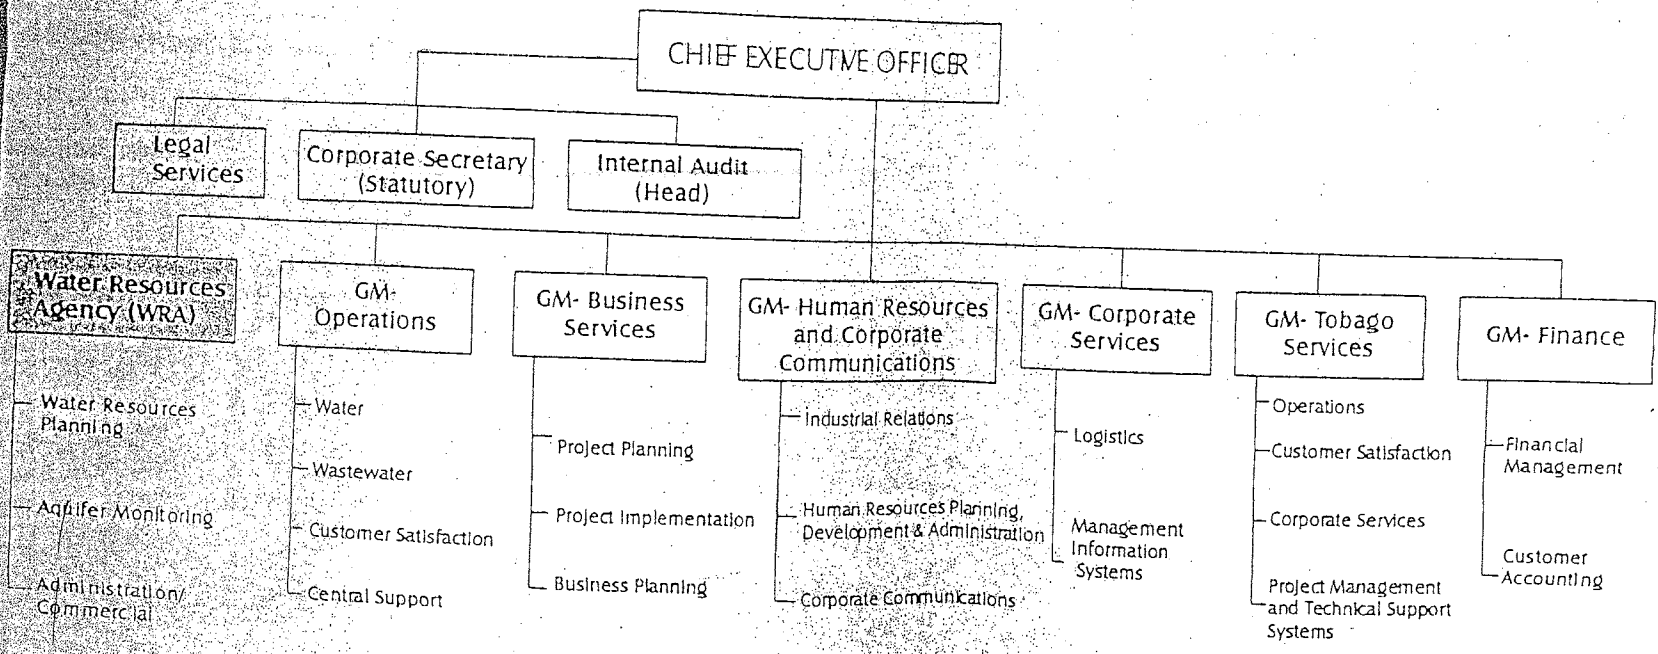 CHIEF EXECUTIVE OFFICER
Legal
Services
Corporate Secretary
(Statutory)
Internal Audit
(Head)
Water Resources
Agency (WRA)
GM-
Operations
GM- Business
Services
GM- Human Resources
and Corporate
Communications
GM- Corporate
Services
GM- Tobago
Services
GM- Finance
Water Resources
Planning
Aquifer Monitoring
Administration/
Commercial
Water
Wastewater
Customer Satisfaction
Central Support
Project Planning
Project Implementation
Business Planning
Industrial Relations
Human Resources Planning,
Development & Administration
Corporate Communications
Logistics
Management
Information
Systems
Operations
Customer Satisfaction
Corporate Services
Project Management
and Technical Support
Systems
Financial
Management
Customer
Accounting